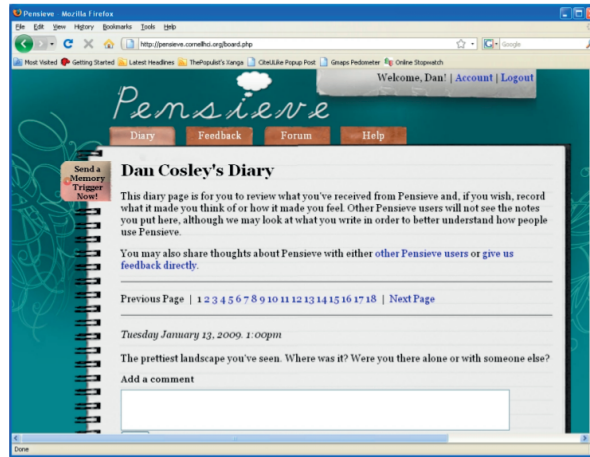 Pensieve - Mozilla Firefox
File Edit View History Bookmarks Tools Help
http://pensieve.cornellhci.org/board.php
Google
Most Visited Getting Started Latest Headlines ThePopulist's Xanga CiteULike Popup Post Gmaps Pedometer Online Stopwatch
Welcome, Dan! | Account | Logout
Pensieve
Diary Feedback Forum Help
Send a
Memory
Trigger
Now!
Dan Cosley's Diary
This diary page is for you to review what you've received from Pensieve and, if you wish, record
what it made you think of or how it made you feel. Other Pensieve users will not see the notes
you put here, although we may look at what you write in order to better understand how people
use Pensieve.
You may also share thoughts about Pensieve with either other Pensieve users or give us
feedback directly.
Previous Page | 1 2 3 4 5 6 7 8 9 10 11 12 13 14 15 16 17 18 | Next Page
Tuesday January 13, 2009. 1:00pm
The prettiest landscape you've seen. Where was it? Were you there alone or with someone else?
Add a comment
Done